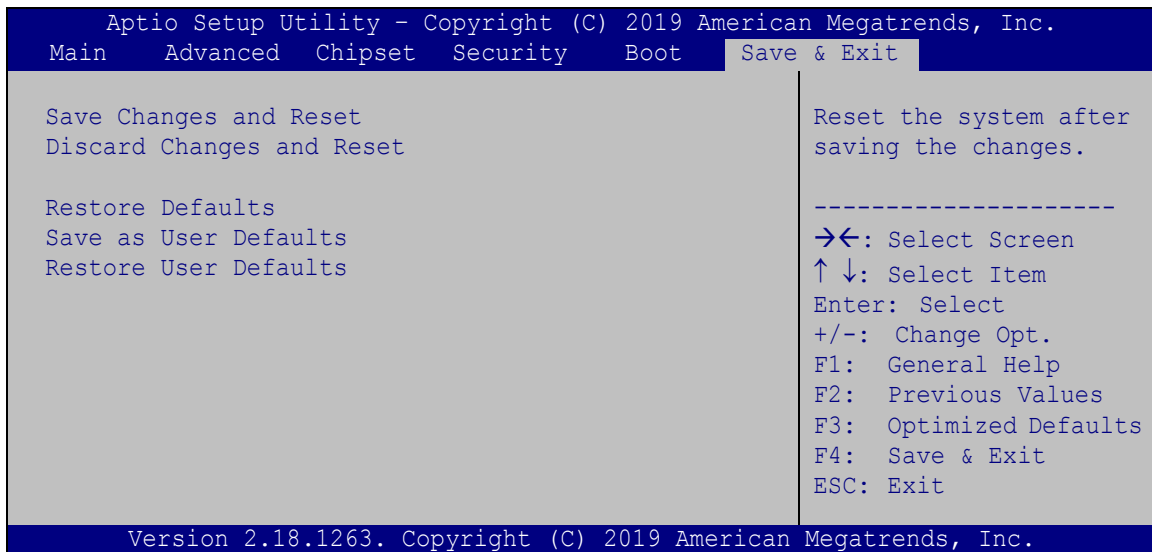 Aptio Setup Utility – Copyright (C) 2019 American Megatrends, Inc.
Main Advanced Chipset Security Boot Save & Exit
Save Changes and Reset
Discard Changes and Reset
Restore Defaults
Save as User Defaults
Restore User Defaults
Reset the system after
saving the changes.
---------------------
→←: Select Screen
↑ ↓: Select Item
Enter: Select
+/-: Change Opt.
F1: General Help
F2: Previous Values
F3: Optimized Defaults
F4: Save & Exit
ESC: Exit
Version 2.18.1263. Copyright (C) 2019 American Megatrends, Inc.